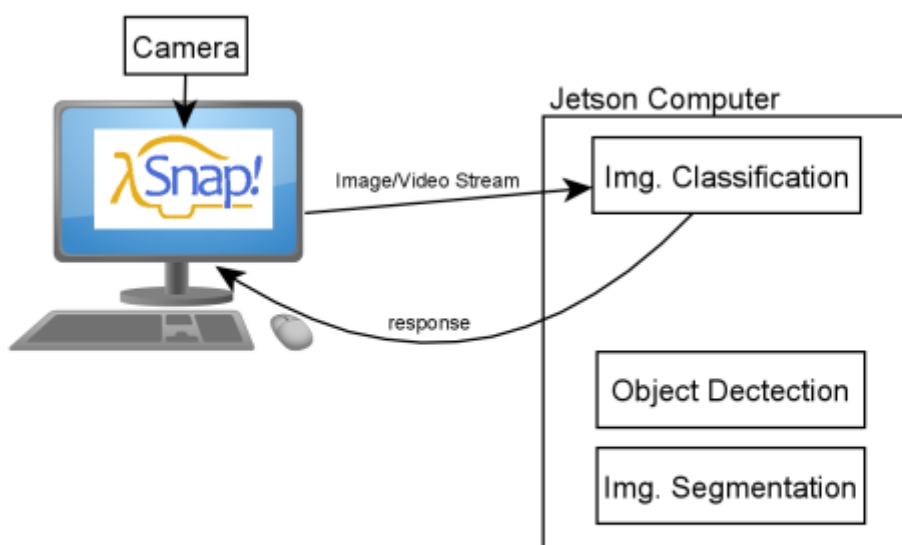 Camera
λSnap!
Jetson Computer
Image/Video Stream
Img. Classification
response
Object Dectection
Img. Segmentation